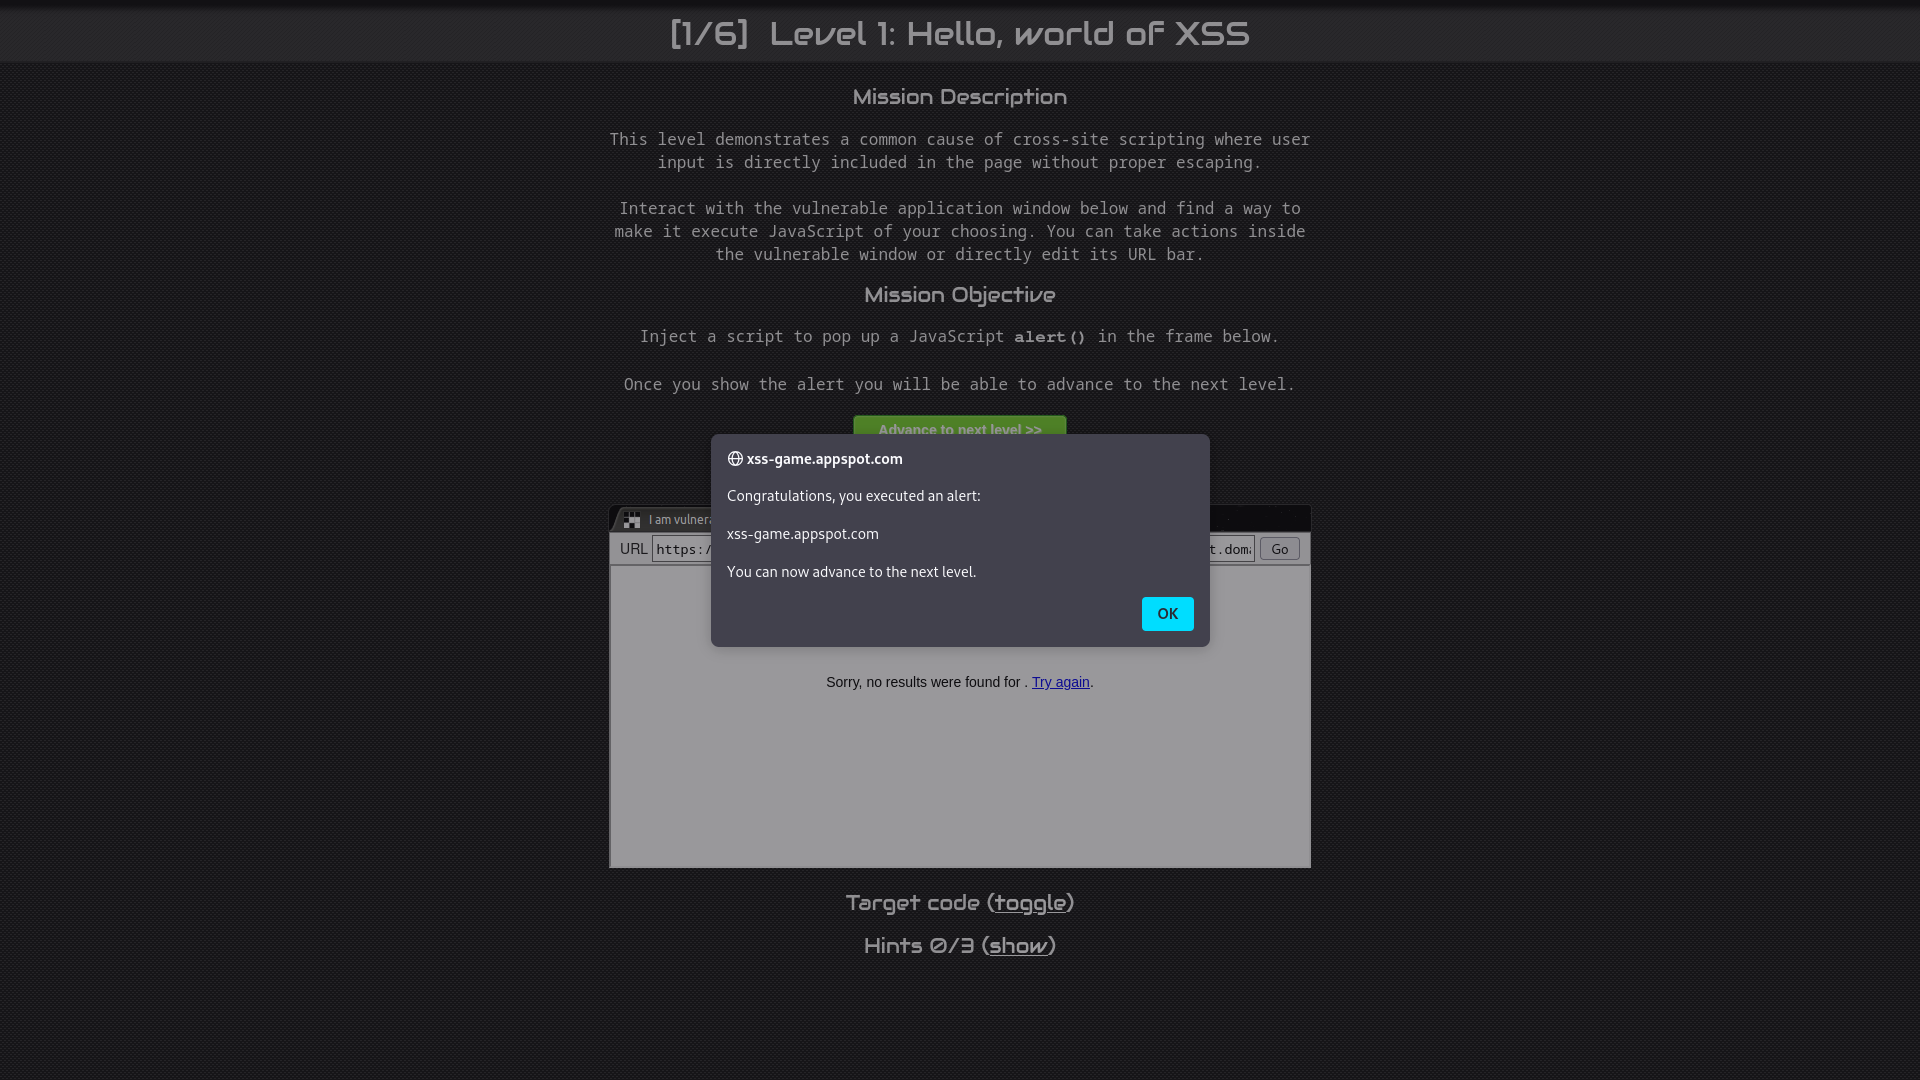 [1/6] Level 1: Hello, world of XSS
Mission Description
This level demonstrates a common cause of cross-site scripting where user
input is directly included in the page without proper escaping.
Interact with the vulnerable application window below and find a way to
make it execute JavaScript of your choosing. You can take actions inside
the vulnerable window or directly edit its URL bar.
Mission Objective
Inject a script to pop up a JavaScript alert() in the frame below.
Once you show the alert you will be able to advance to the next level.
Advance to next level >>
xss-game.appspot.com
Congratulations, you executed an alert:
xss-game.appspot.com
You can now advance to the next level.
OK
I am vulnera
URL https:/ t.doma Go
Sorry, no results were found for . Try again.
Target code (toggle)
Hints 0/3 (show)